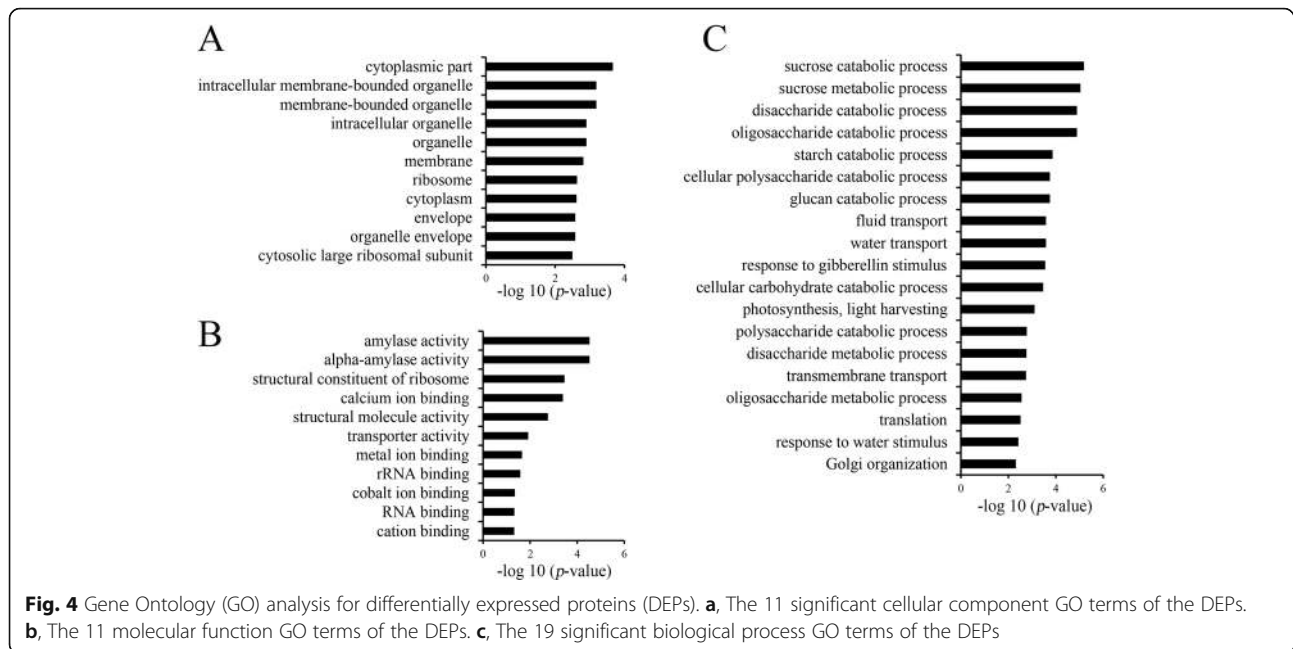 A
cytoplasmic part
intracellular membrane-bounded organelle
membrane-bounded organelle
intracellular organelle
organelle
membrane
ribosome
cytoplasm
envelope
organelle envelope
cytosolic large ribosomal subunit
0 2 4
-log 10 (p-value)
B
amylase activity
alpha-amylase activity
structural constituent of ribosome
calcium ion binding
structural molecule activity
transporter activity
metal ion binding
rRNA binding
cobalt ion binding
RNA binding
cation binding
0 2 4 6
-log 10 (p-value)
C
sucrose catabolic process
sucrose metabolic process
disaccharide catabolic process
oligosaccharide catabolic process
starch catabolic process
cellular polysaccharide catabolic process
glucan catabolic process
fluid transport
water transport
response to gibberellin stimulus
cellular carbohydrate catabolic process
photosynthesis, light harvesting
polysaccharide catabolic process
disaccharide metabolic process
transmembrane transport
oligosaccharide metabolic process
translation
response to water stimulus
Golgi organization
0 2 4 6
-log 10 (p-value)
Fig. 4 Gene Ontology (GO) analysis for differentially expressed proteins (DEPs). a, The 11 significant cellular component GO terms of the DEPs.
b, The 11 molecular function GO terms of the DEPs. c, The 19 significant biological process GO terms of the DEPs